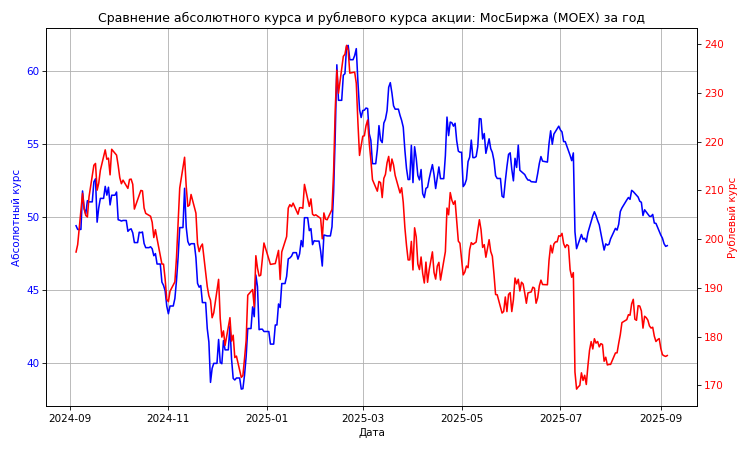 Сравнение абсолютного курса и рублевого курса акции: МосБиржа (MOEX) за год
Абсолютный курс
60
55
50
45
40
240
230
220
210
200
190
180
170
Рублевый курс
2024-09 2024-11 2025-01 2025-03 2025-05 2025-07 2025-09
Дата